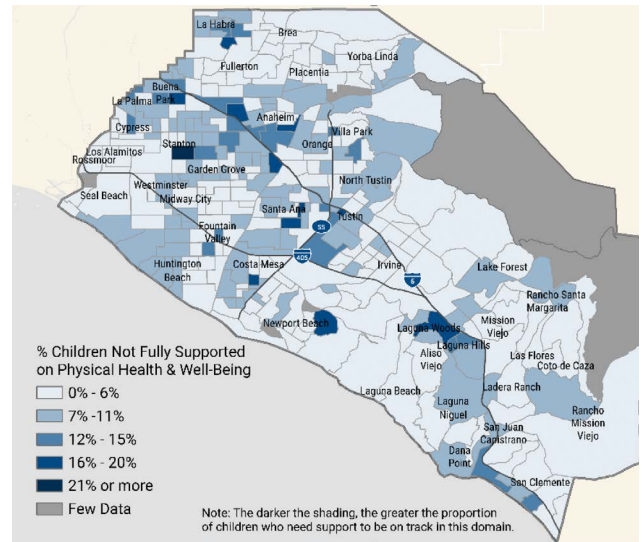 La Habra
Brea
Yorba Linda
Fullerton
Placentia
Buena
Park
La Palma
Anaheim
Cypress
Villa Park
Orange
Los Alamitos
Stanton
Rossmoor
Garden Grove
North Tustin
Westminster
Seal Beach
Midway City
Santa Ana
Tustin
55
Fountain
Valley
405
Huntington
Beach
Costa Mesa
Irvine
Lake Forest
5
Rancho Santa
Margarita
Newport Beach
Laguna Woods
Mission
Viejo
% Children Not Fully Supported
on Physical Health & Well-Being
Laguna Hills
Aliso
Viejo
Las Flores
Coto de Caza
0% - 6%
Laguna Beach
Ladera Ranch
7% -11%
Laguna
Niguel
Rancho
Mission
Viejo
12% - 15%
San Juan
Capistrano
16% - 20%
Dana
Point
21% or more
San Clemente
Few Data
Note: The darker the shading, the greater the proportion
of children who need support to be on track in this domain.